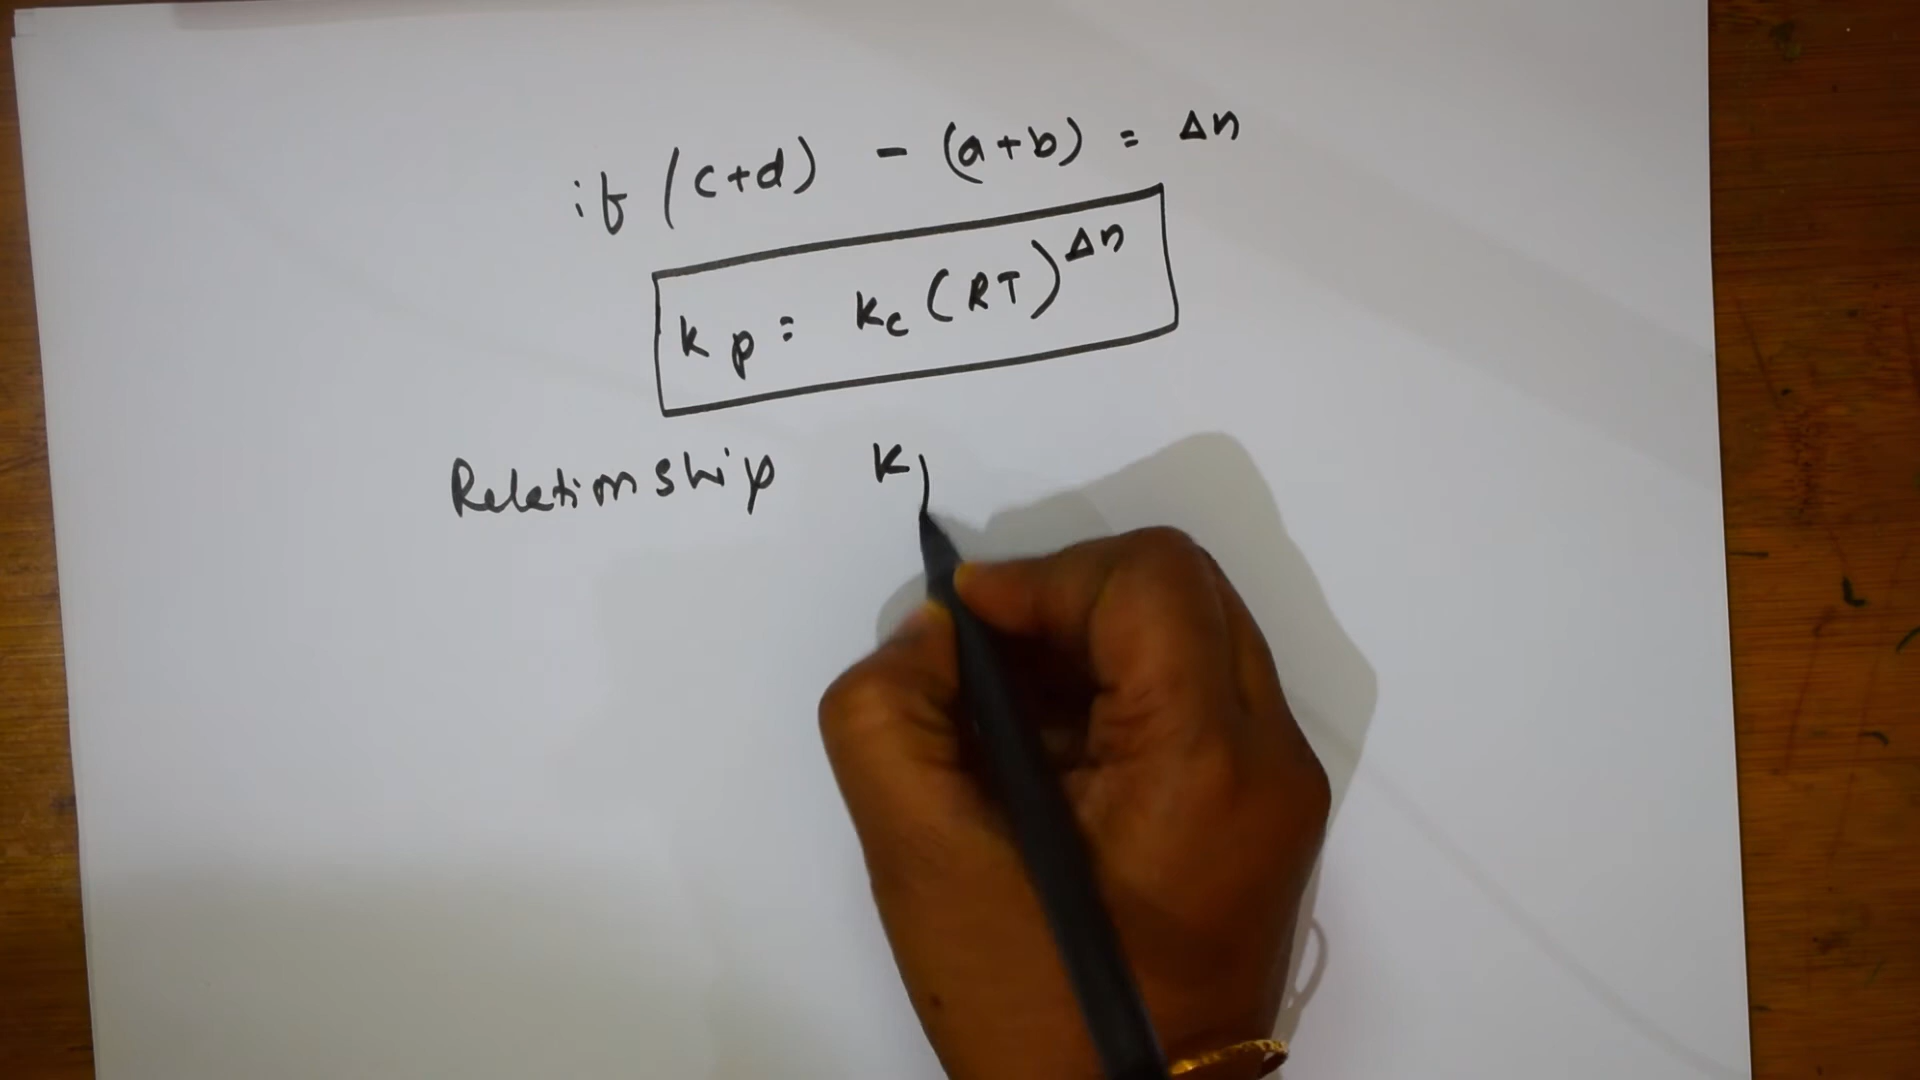 if (c+d) - (a+b) = Δn
Kp = Kc (RT)^Δn
Relationship K